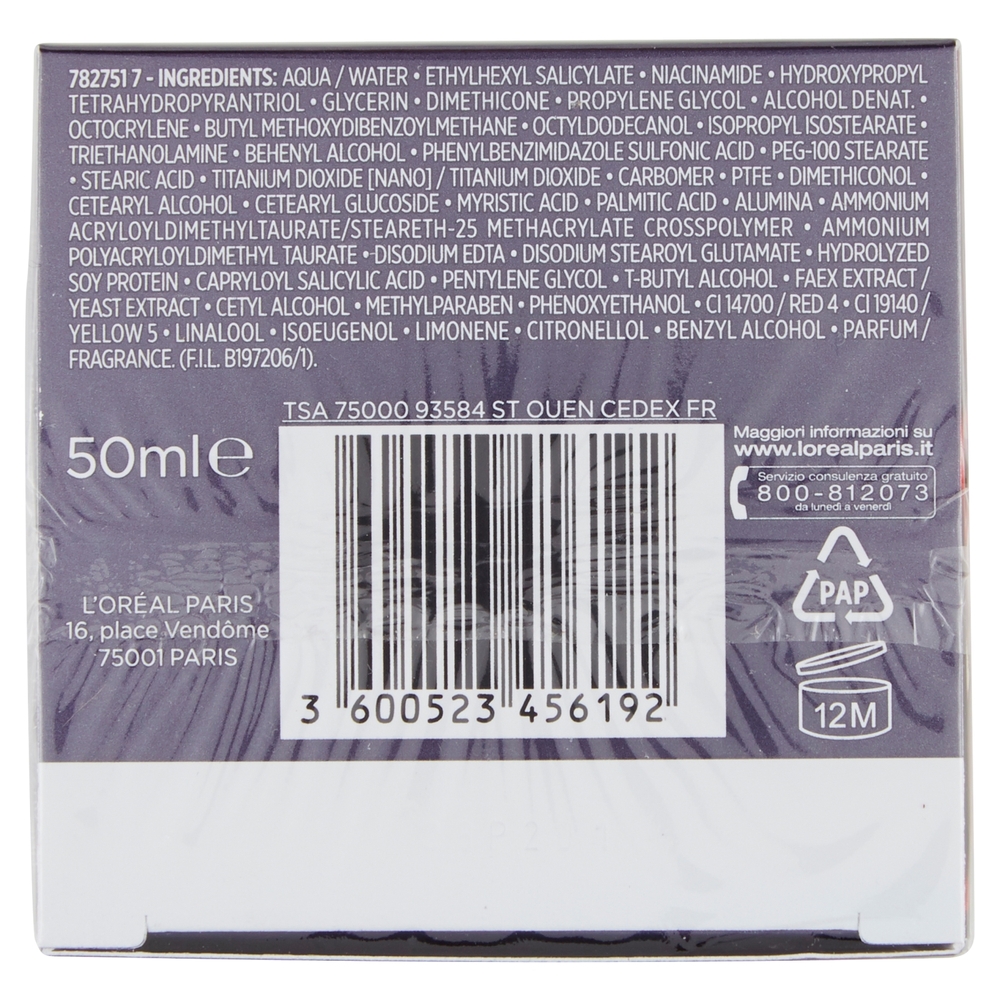 782751 7 - INGREDIENTS: AQUA / WATER • ETHYLHEXYL SALICYLATE • NIACINAMIDE • HYDROXYPROPYL
TETRAHYDROPYRANTRIOL • GLYCERIN • DIMETHICONE • PROPYLENE GLYCOL • ALCOHOL DENAT. •
OCTOCRYLENE • BUTYL METHOXYDIBENZOYLMETHANE • OCTYLDODECANOL • ISOPROPYL ISOSTEARATE •
TRIETHANOLAMINE • BEHENYL ALCOHOL • PHENYLBENZIMIDAZOLE SULFONIC ACID • PEG-100 STEARATE
• STEARIC ACID • TITANIUM DIOXIDE [NANO] / TITANIUM DIOXIDE • CARBOMER • PTFE • DIMETHICONOL •
CETEARYL ALCOHOL • CETEARYL GLUCOSIDE • MYRISTIC ACID • PALMITIC ACID • ALUMINA • AMMONIUM
ACRYLOYLDIMETHYLTAURATE/STEARETH-25 METHACRYLATE CROSSPOLYMER • AMMONIUM
POLYACRYLOYLDIMETHYL TAURATE • DISODIUM EDTA • DISODIUM STEAROYL GLUTAMATE • HYDROLYZED
SOY PROTEIN • CAPRYLOYL SALICYLIC ACID • PENTYLENE GLYCOL • T-BUTYL ALCOHOL • FAEX EXTRACT /
YEAST EXTRACT • CETYL ALCOHOL • METHYLPARABEN • PHENOXYETHANOL • CI 14700 / RED 4 • CI 19140 /
YELLOW 5 • LINALOOL • ISOEUGENOL • LIMONENE • CITRONELLOL • BENZYL ALCOHOL • PARFUM /
FRAGRANCE. (F.I.L. B197206/1).
TSA 75000 93584 ST OUEN CEDEX FR
50ml e
Maggiori informazioni su
www.lorealparis.it
Servizio consulenza gratuito
800-812073
da lunedì a venerdì
PAP
L'ORÉAL PARIS
16, place Vendôme
75001 PARIS
12M
3 600523 456192